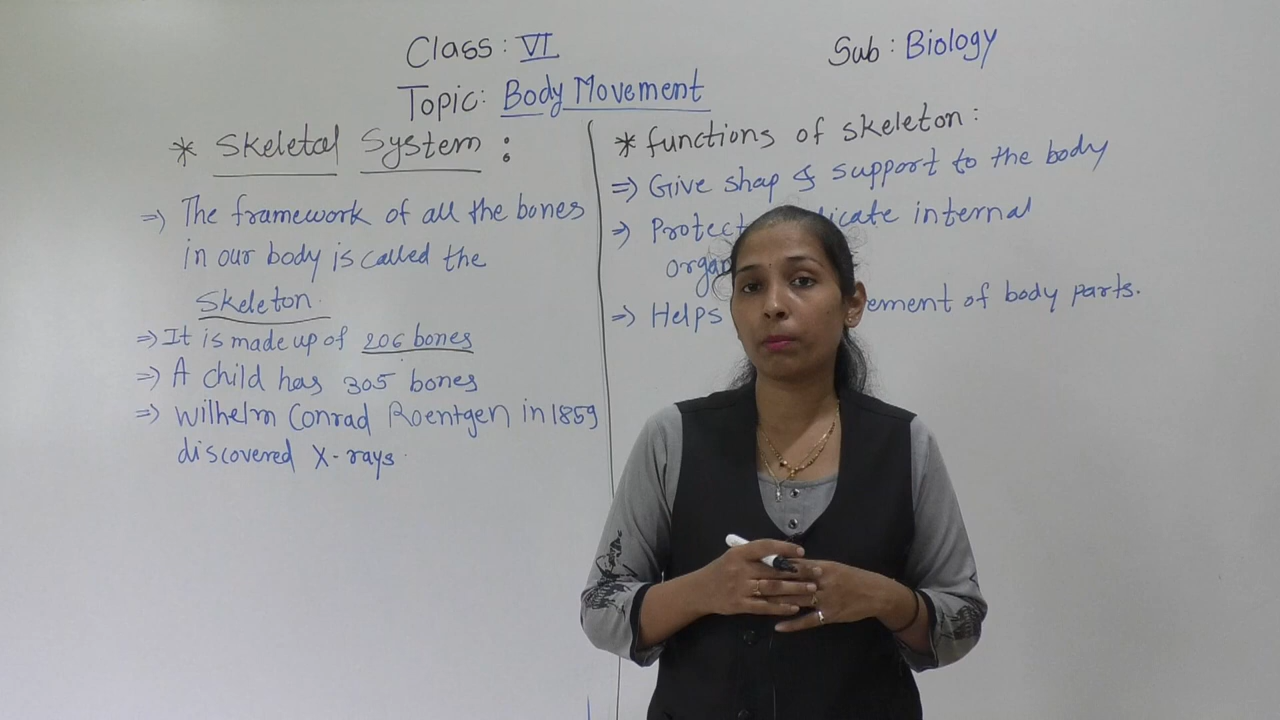 Class: VI
Sub: Biology
Topic: Body Movement
* Skeletal System:
⇒ The framework of all the bones
in our body is called the
Skeleton.
⇒ It is made up of 206 bones
⇒ A child has 305 bones
⇒ Wilhelm Conrad Roentgen in 1859
discovered X-rays.
* functions of skeleton:
⇒ Give shap & support to the body
⇒ Protect icate internal
organ
⇒ Helps ement of body parts.